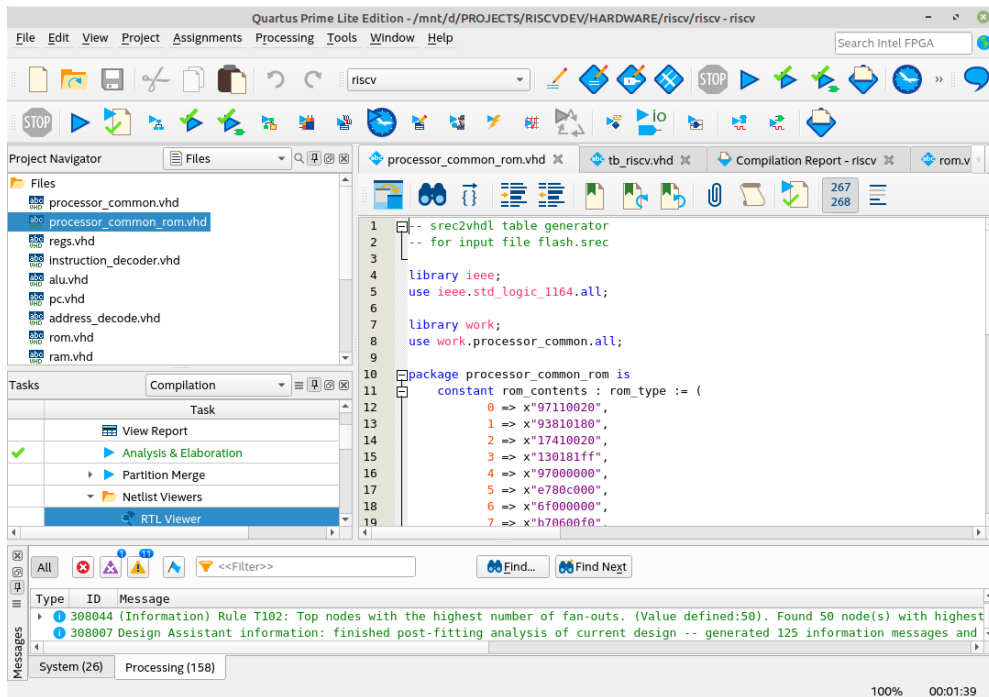 Quartus Prime Lite Edition - /mnt/d/PROJECTS/RISCVDEV/HARDWARE/riscv/riscv - riscv
File Edit View Project Assignments Processing Tools Window Help
Search Intel FPGA
riscv
STOP
»
STOP
io
Project Navigator
Files
processor_common_rom.vhd
tb_riscv.vhd
Compilation Report - riscv
rom.v
Files
processor_common.vhd
processor_common_rom.vhd
regs.vhd
instruction_decoder.vhd
alu.vhd
pc.vhd
address_decode.vhd
rom.vhd
ram.vhd
267
268
1 -- srec2vhdl table generator
2 -- for input file flash.srec
3
4 library ieee;
5 use ieee.std_logic_1164.all;
6
7 library work;
8 use work.processor_common.all;
9
10 package processor_common_rom is
11 constant rom_contents : rom_type := (
12 0 => x"97110020",
13 1 => x"93810180",
14 2 => x"17410020",
15 3 => x"130181ff",
16 4 => x"97000000",
17 5 => x"e780c000",
18 6 => x"6f000000",
19 7 => x"b70600f0",
Tasks
Compilation
Task
View Report
Analysis & Elaboration
Partition Merge
Netlist Viewers
RTL Viewer
All
1
11
<<Filter>>
Find...
Find Next
Type ID Message
308044 (Information) Rule T102: Top nodes with the highest number of fan-outs. (Value defined:50). Found 50 node(s) with highest
308007 Design Assistant information: finished post-fitting analysis of current design -- generated 125 information messages and
Messages
System (26)
Processing (158)
100% 00:01:39